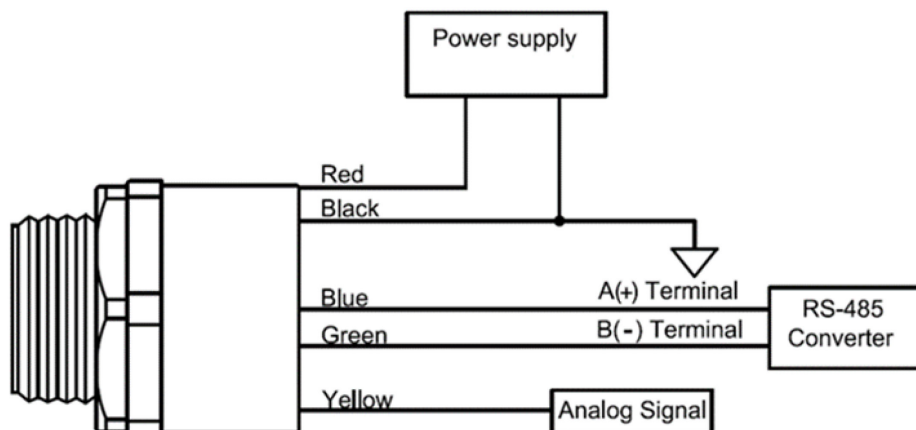 Power supply
Red
Black
Blue
A(+) Terminal
Green
B(-) Terminal
RS-485
Converter
Yellow
Analog Signal